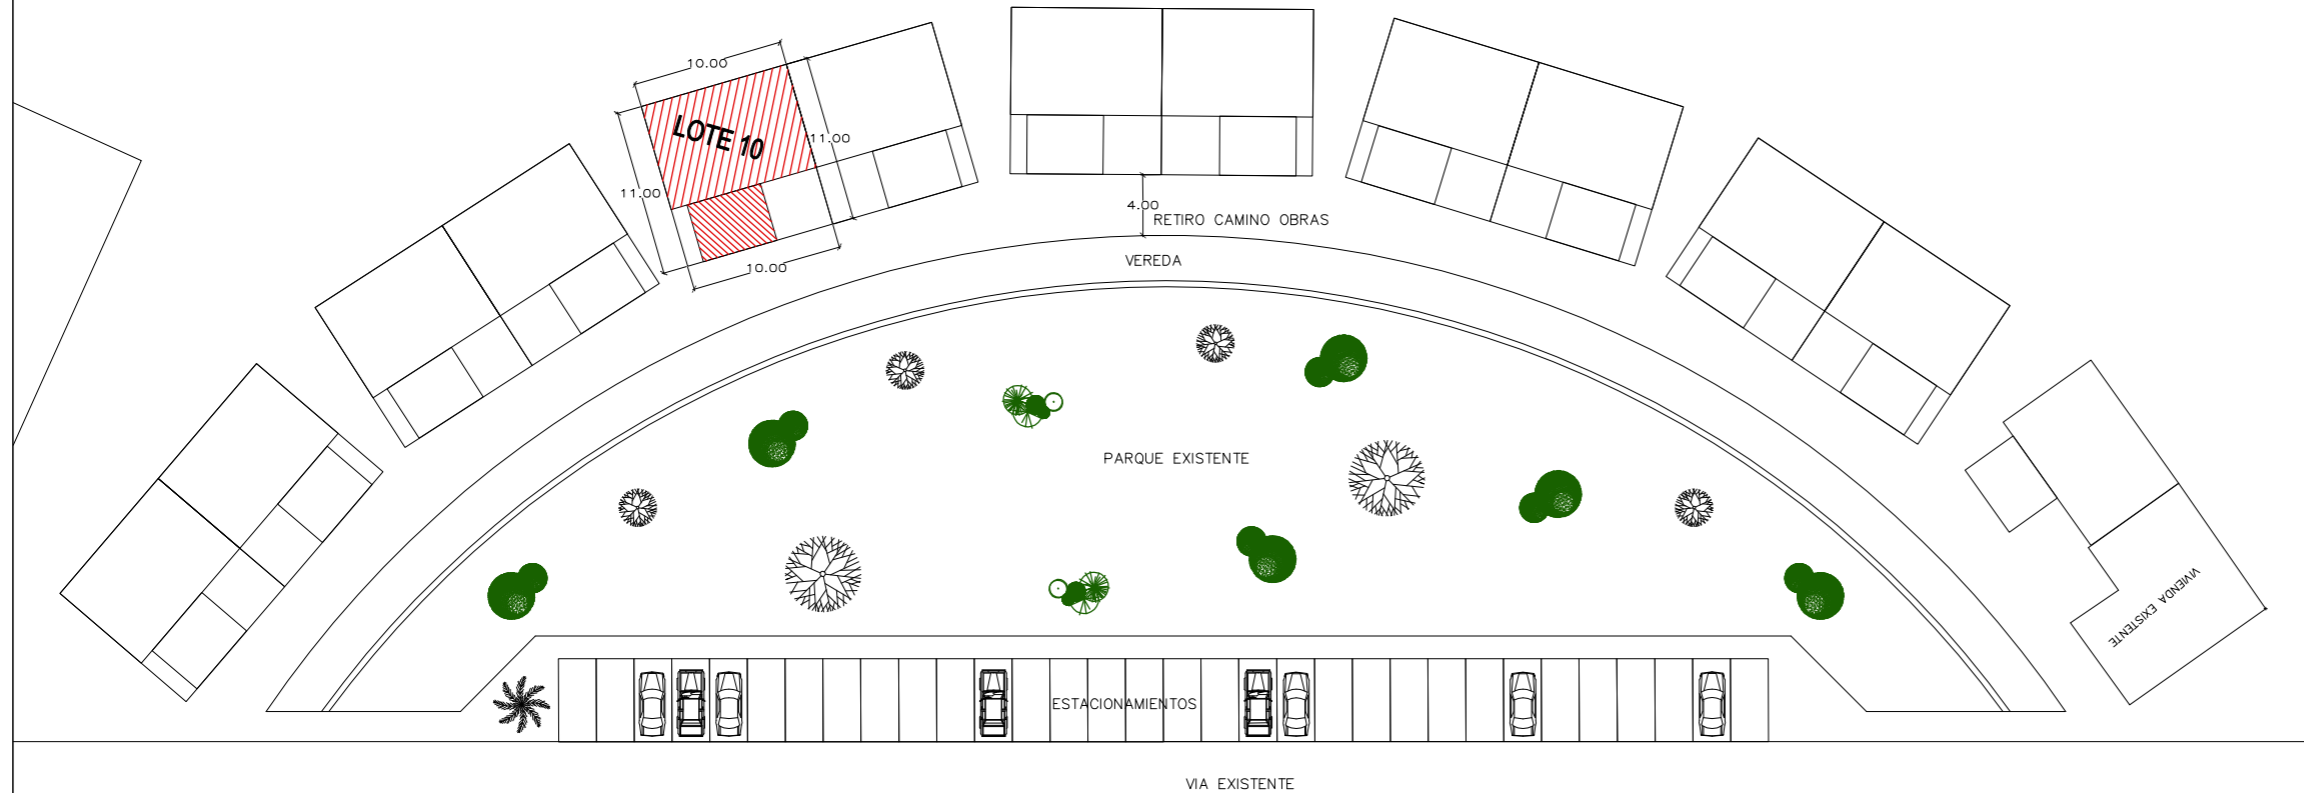 10.00
LOTE 10
11.00
11.00
10.00
4.00
RETIRO CAMINO OBRAS
VEREDA
PARQUE EXISTENTE
VIVIENDA EXISTENTE
ESTACIONAMIENTOS
VIA EXISTENTE